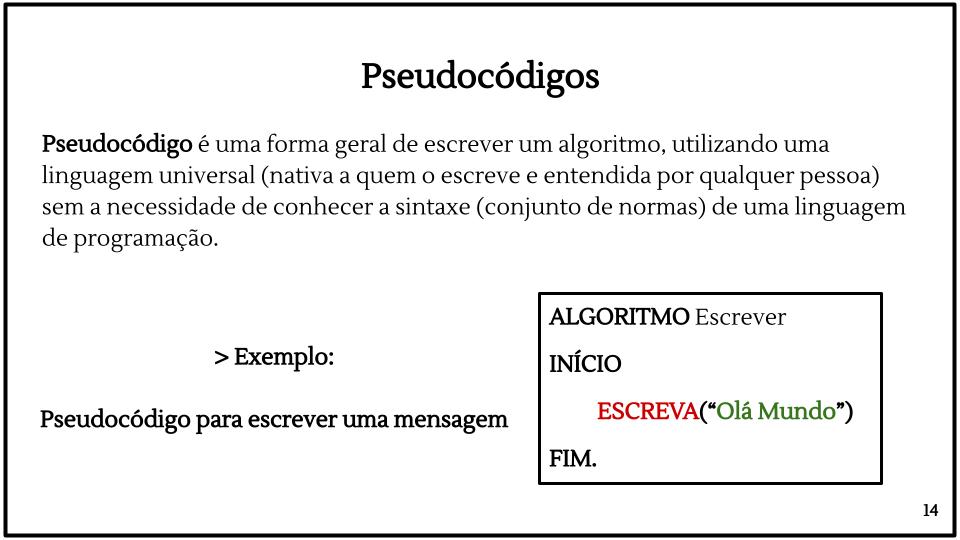 Pseudocódigos
Pseudocódigo é uma forma geral de escrever um algoritmo, utilizando uma
linguagem universal (nativa a quem o escreve e entendida por qualquer pessoa)
sem a necessidade de conhecer a sintaxe (conjunto de normas) de uma linguagem
de programação.
> Exemplo:
Pseudocódigo para escrever uma mensagem
ALGORITMO Escrever
INÍCIO
ESCREVA(“Olá Mundo”)
FIM.
14